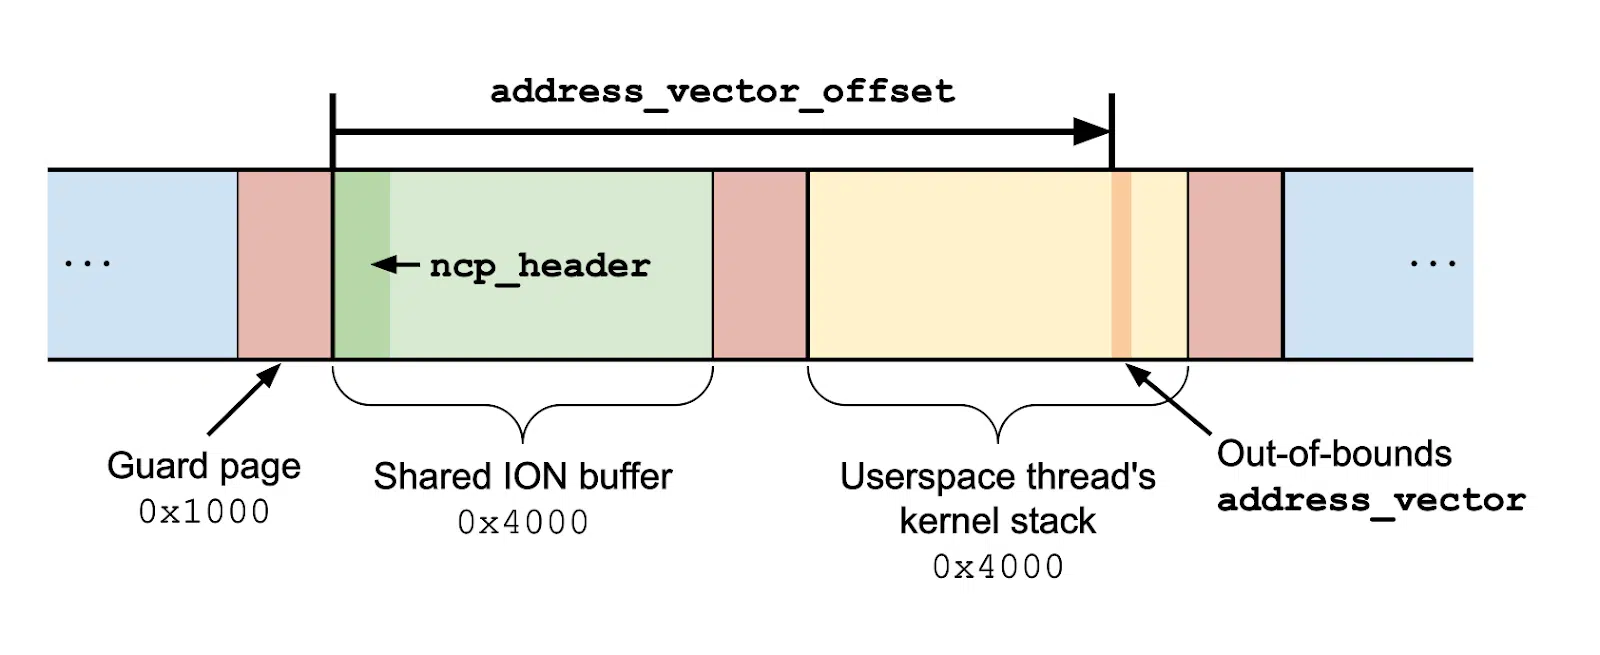 address_vector_offset
...
ncp_header
...
Guard page
0x1000
Shared ION buffer
0x4000
Userspace thread's
kernel stack
0x4000
Out-of-bounds
address_vector